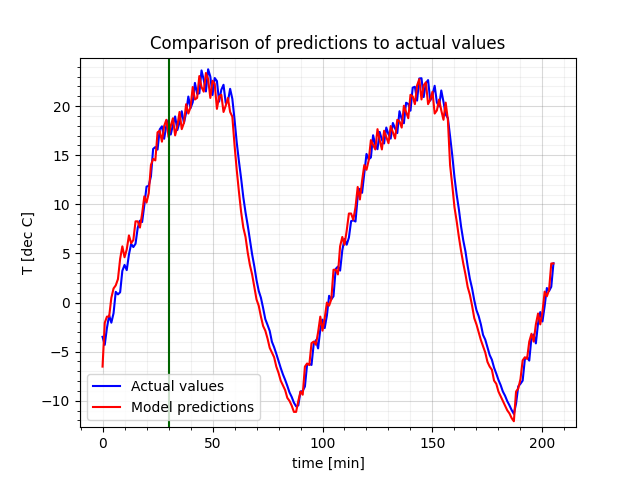 Comparison of predictions to actual values
T [dec C]
20
15
10
5
0
−5
−10
Actual values
Model predictions
0
50
100
150
200
time [min]